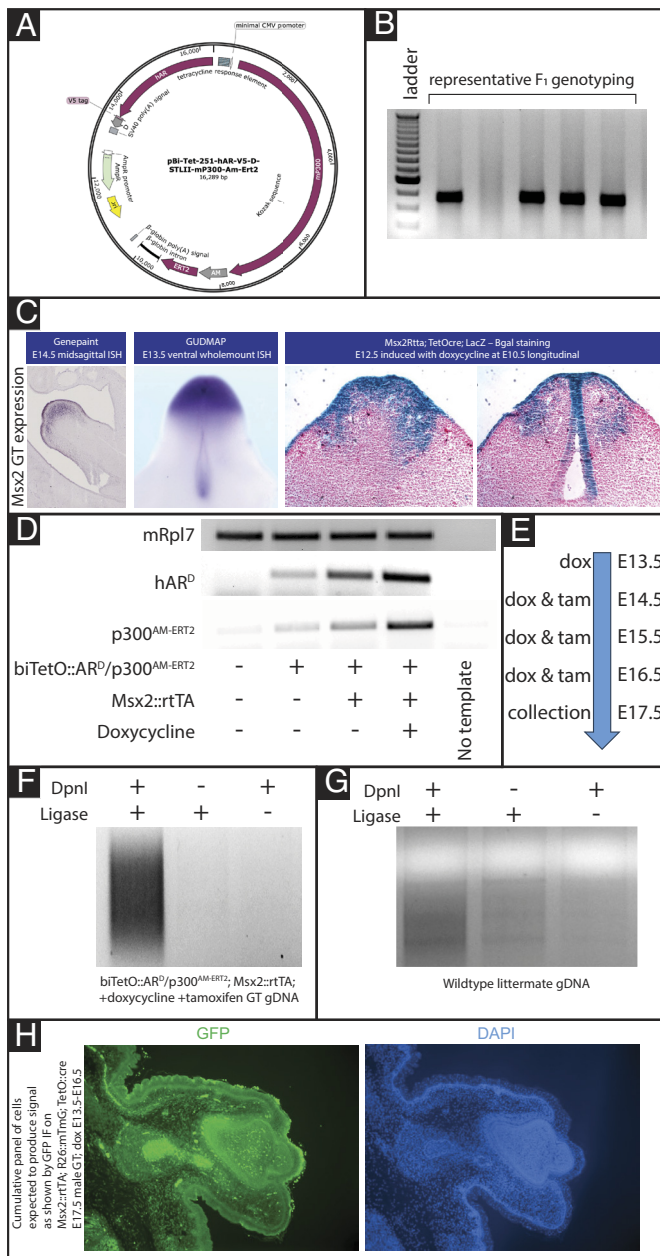 A
minimal CMV promoter
16,000
hAR
tetracycline response element
2,000
V5 tag
14,000
D
SV40 poly(A) signal
4,000
mP300
pBi-Tet-251-hAR-V5-D-
STLII-mP300-Am-Ert2
16,289 bp
AmpR promoter
AmpR
12,000
ori
Kozak-sequence
6,000
β-globin poly(A) signal
β-globin intron
10,000
ERT2
AM
8,000
B
ladder
representative F1 genotyping
C
Genepaint
E14.5 midsagittal ISH
GUDMAP
E13.5 ventral wholemount ISH
Msx2Rtta; TetOcre; LacZ – Bgal staining
E12.5 induced with doxycycline at E10.5 longitudinal
Msx2 GT expression
D
mRpl7
hARD
p300AM-ERT2
biTetO::ARD/p300AM-ERT2 - + + +
Msx2::rtTA - - + +
Doxycycline - - - +
No template
E
dox E13.5
dox & tam E14.5
dox & tam E15.5
dox & tam E16.5
collection E17.5
F
DpnI + - +
Ligase + + -
biTetO::ARD/p300AM-ERT2; Msx2::rtTA;
+doxycycline +tamoxifen GT gDNA
G
DpnI + - +
Ligase + + -
Wildtype littermate gDNA
H
GFP
DAPI
Cumulative panel of cells
expected to produce signal
as shown by GFP IF on
Msx2::rtTA; R26::mTmG; TetO::cre
E17.5 male GT; dox E13.5-E16.5